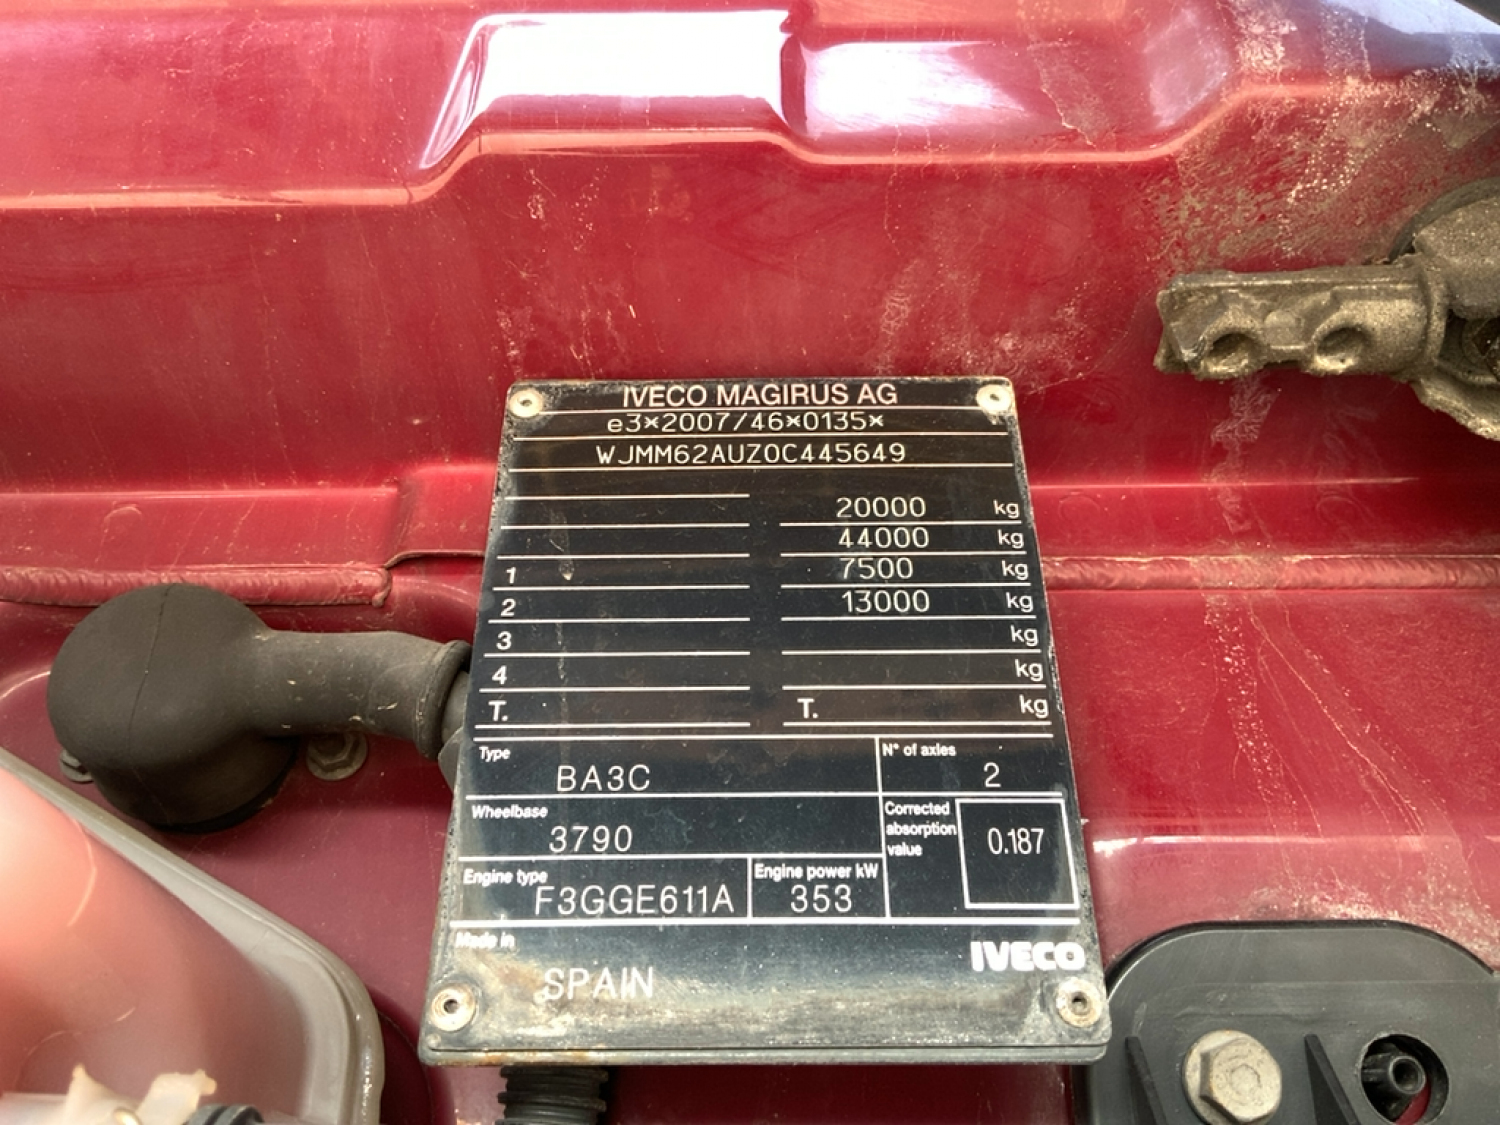 IVECO MAGIRUS AG
e3*2007/46*0135*
WJMM62AUZ0C445649
20000 kg
44000 kg
1 7500 kg
2 13000 kg
3 kg
4 kg
T. T. kg
Type BA3C N° of axles 2
Wheelbase 3790 Corrected absorption value 0.187
Engine type F3GGE611A Engine power kW 353
Made in SPAIN IVECO